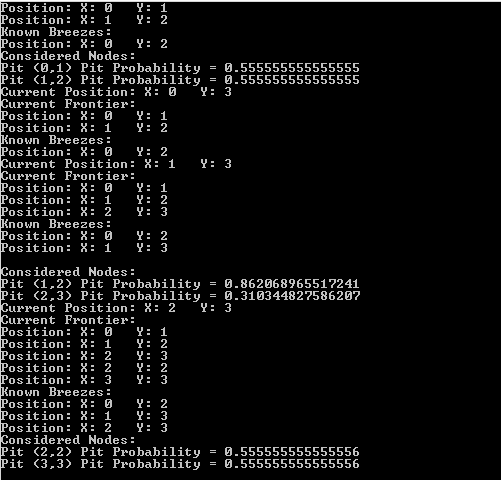 Position: X: 0   Y: 1
Position: X: 1   Y: 2
Known Breezes:
Position: X: 0   Y: 2
Considered Nodes:
Pit (0,1) Pit Probability = 0.555555555555555
Pit (1,2) Pit Probability = 0.555555555555555
Current Position: X: 0   Y: 3
Current Frontier:
Position: X: 0   Y: 1
Position: X: 1   Y: 2
Known Breezes:
Position: X: 0   Y: 2
Current Position: X: 1   Y: 3
Current Frontier:
Position: X: 0   Y: 1
Position: X: 1   Y: 2
Position: X: 2   Y: 3
Known Breezes:
Position: X: 0   Y: 2
Position: X: 1   Y: 3
Considered Nodes:
Pit (1,2) Pit Probability = 0.862068965517241
Pit (2,3) Pit Probability = 0.310344827586207
Current Position: X: 2   Y: 3
Current Frontier:
Position: X: 0   Y: 1
Position: X: 1   Y: 2
Position: X: 2   Y: 3
Position: X: 2   Y: 2
Position: X: 3   Y: 3
Known Breezes:
Position: X: 0   Y: 2
Position: X: 1   Y: 3
Position: X: 2   Y: 3
Considered Nodes:
Pit (2,2) Pit Probability = 0.555555555555556
Pit (3,3) Pit Probability = 0.555555555555556